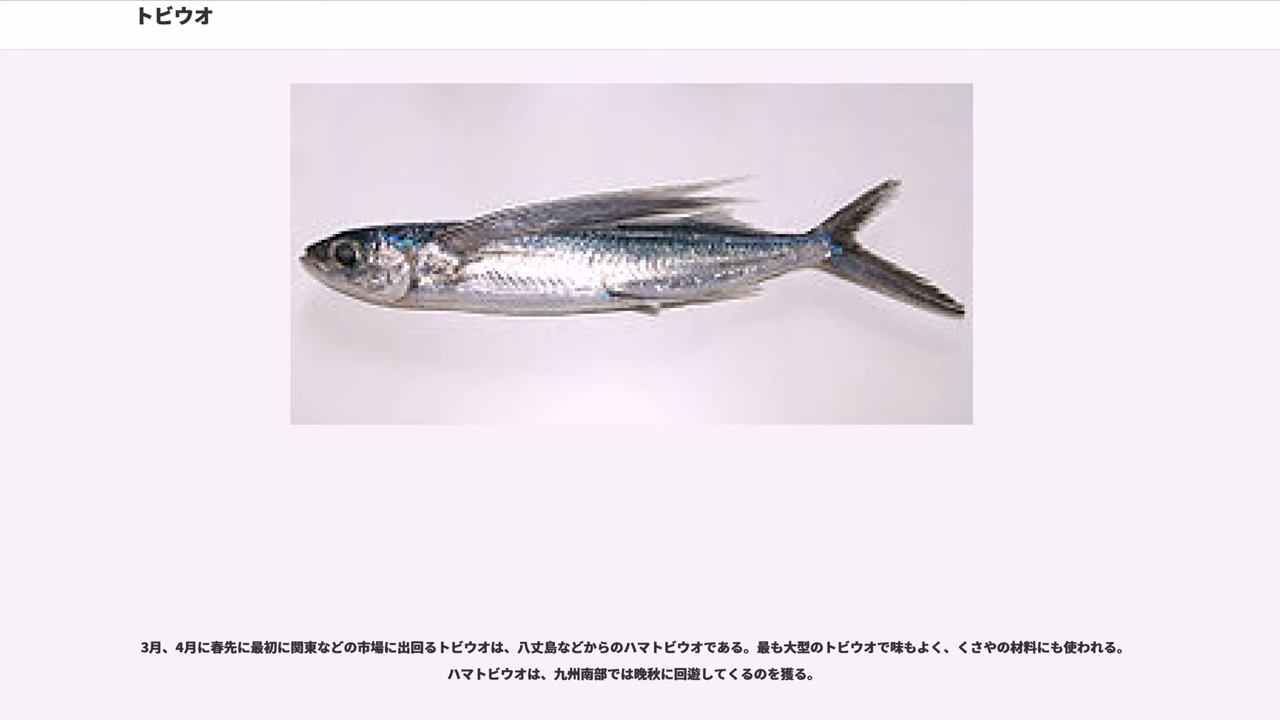 トビウオ
3月、4月に春先に最初に関東などの市場に出回るトビウオは、八丈島などからのハマトビウオである。最も大型のトビウオで味もよく、くさやの材料にも使われる。
ハマトビウオは、九州南部では晩秋に回遊してくるのを獲る。